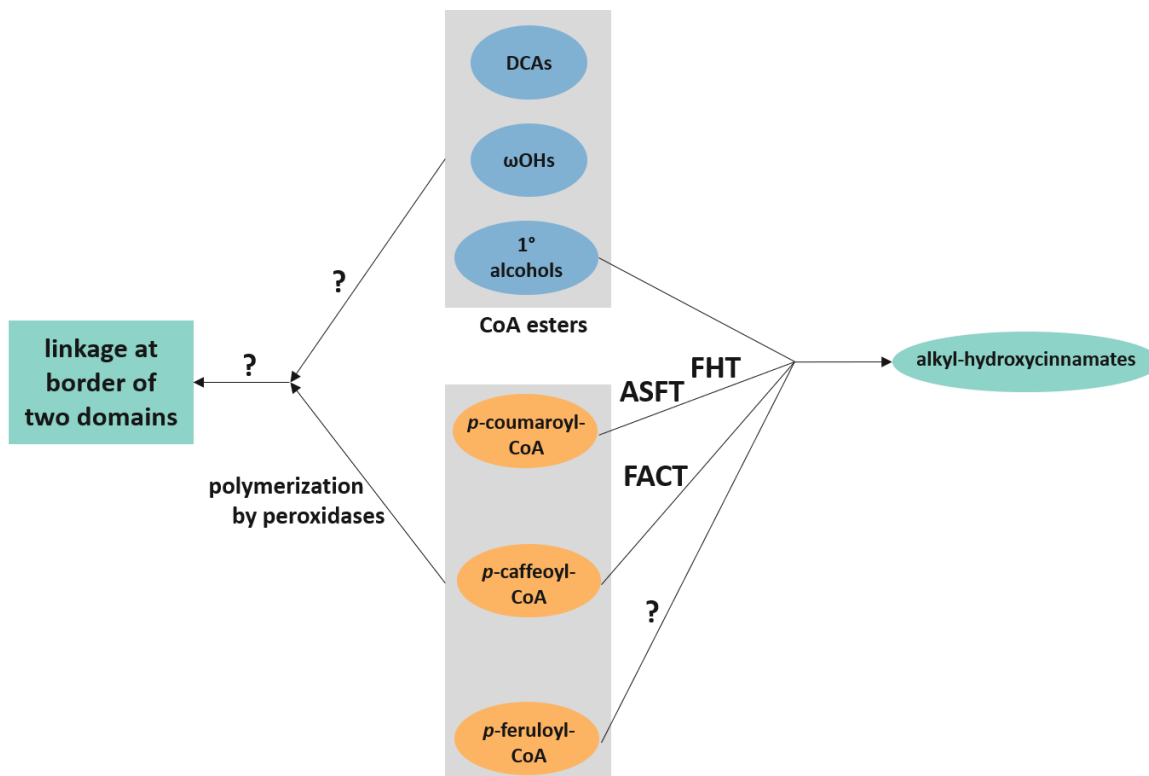 DCAs
ωOHs
1°
alcohols
CoA esters
?
?
linkage at
border of
two domains
polymerization
by peroxidases
p-coumaroyl-
CoA
p-caffeoyl-
CoA
p-feruloyl-
CoA
FHT
ASFT
FACT
?
alkyl-hydroxycinnamates